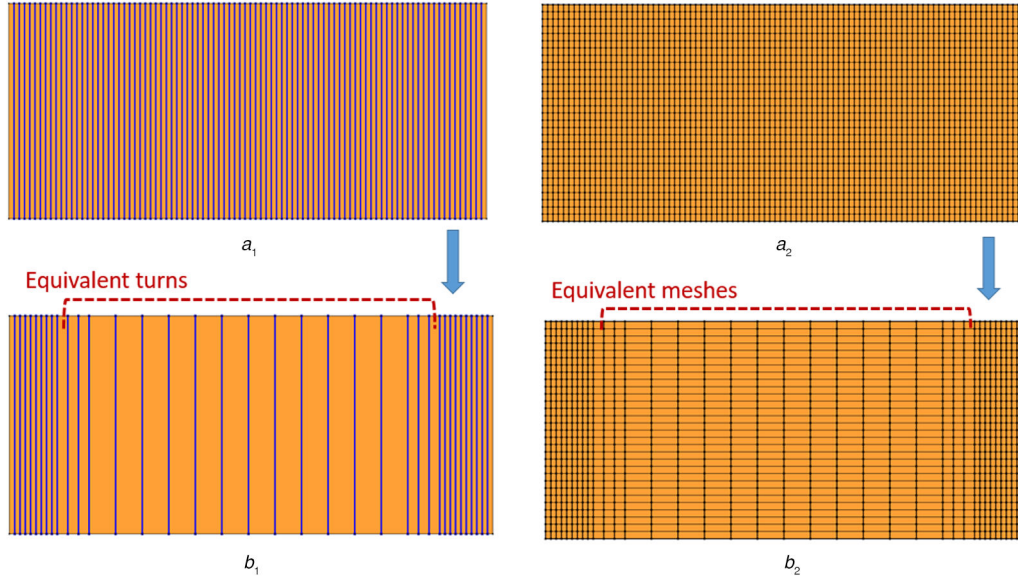 a₁
a₂
Equivalent turns
Equivalent meshes
b₁
b₂